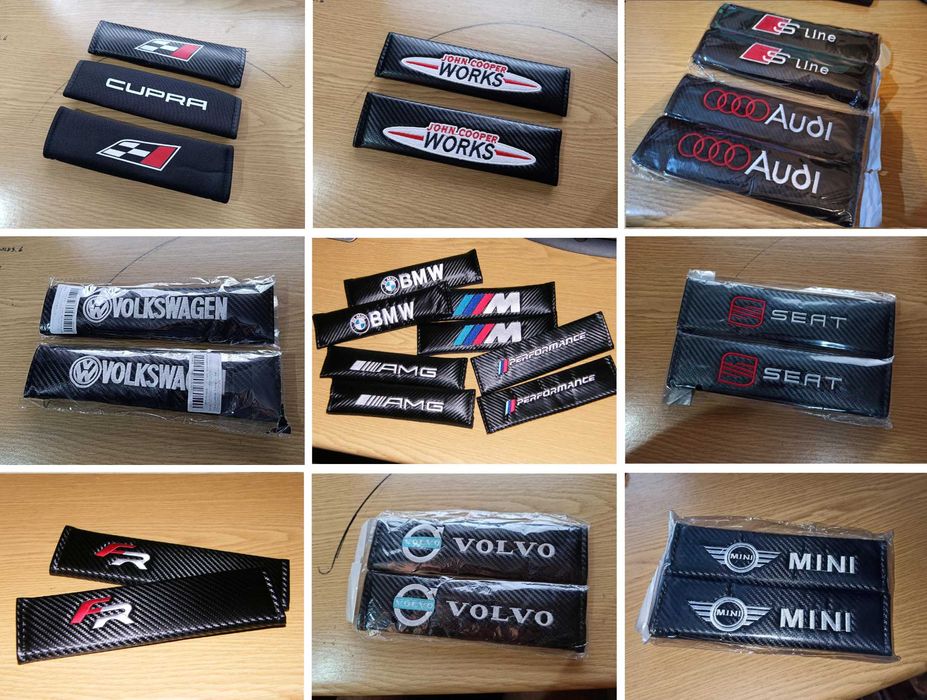 CUPRA
JOHN COOPER
WORKS
JOHN COOPER
WORKS
S Line
S Line
Audi
Audi
VOLKSWAGEN
VOLKSWA
BMW
BMW
M
M
AMG
AMG
PERFORMANCE
PERFORMANCE
SEAT
SEAT
FR
FR
VOLVO VOLVO
VOLVO VOLVO
MINI MINI
MINI MINI